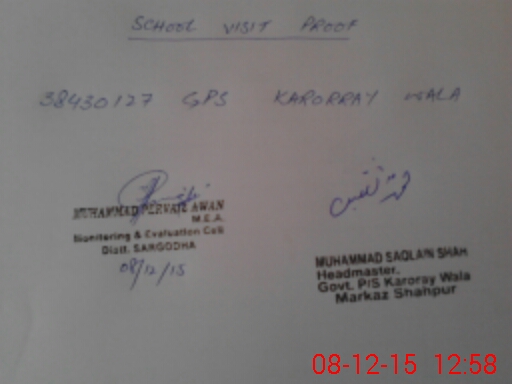 SCHOOL VISIT PROOF
38430127 GPS KARORRAY WALA
MUHAMMAD PERVAIZ AWAN
M.E.A.
Monitering & Evaluation Cell
Distt. SARGODHA
08/12/15
MUHAMMAD SAQLAIN SHAH
Headmaster.
Govt. P/S Karoray Wala
Markaz Shahpur
08-12-15 12:58